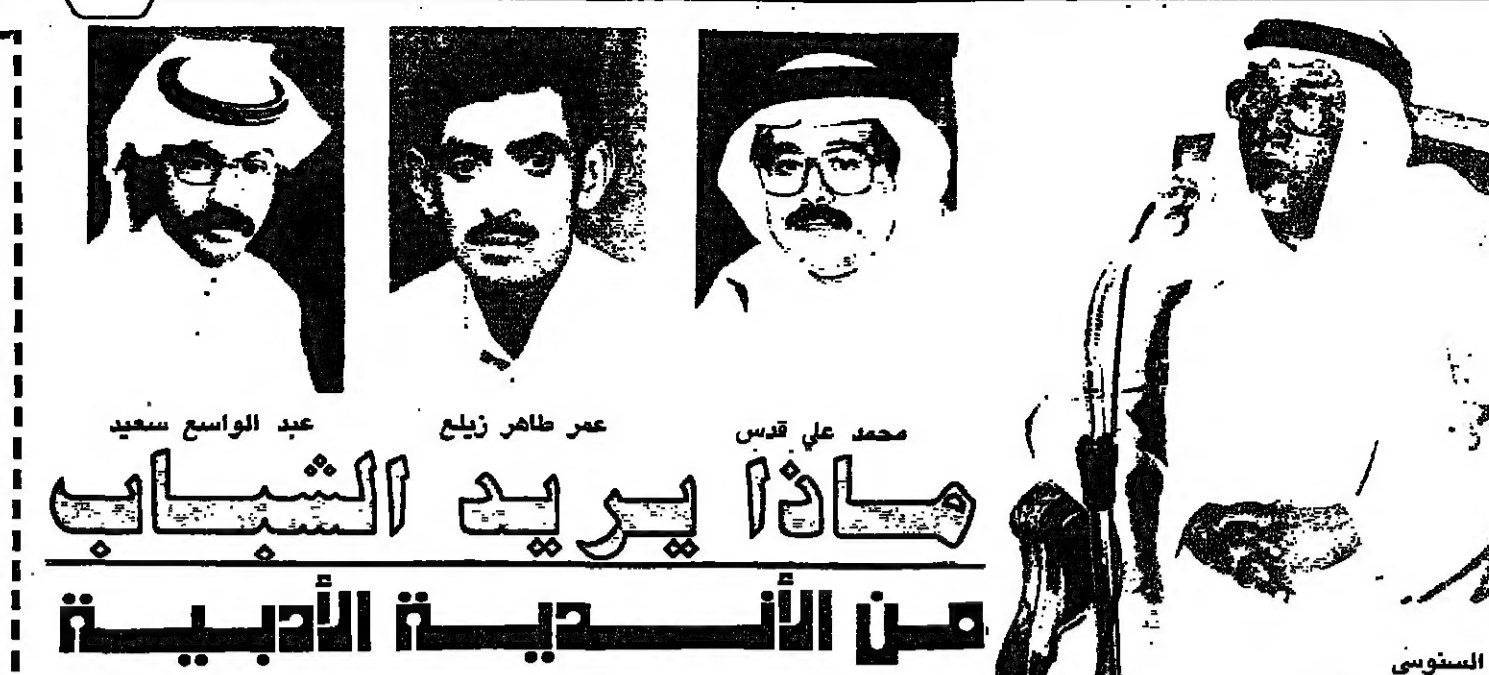 محمد علي قدس
عمر طاهر زيلع
عبد الواسع سعيد
ماذا يريد الشباب
من الأندية الأدبية
السنوسي